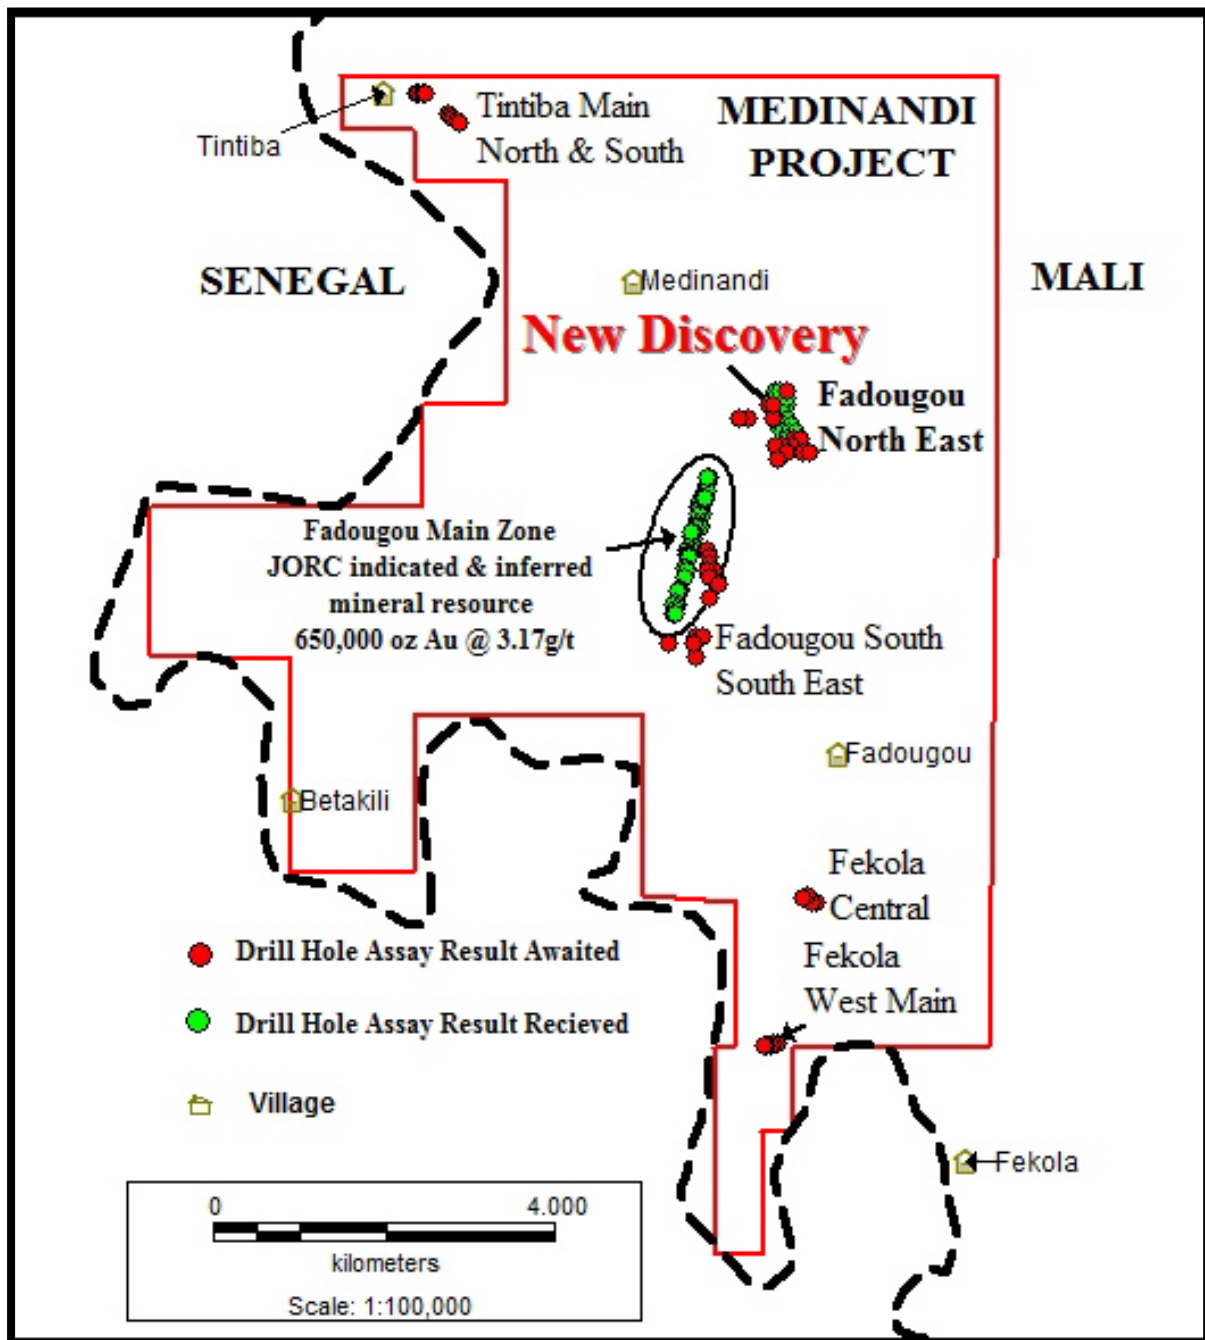 Tintiba
Tintiba Main
North & South
MEDINANDI
PROJECT
SENEGAL
MALI
Medinandi
New Discovery
Fadougou
North East
Fadougou Main Zone
JORC indicated & inferred
mineral resource
650,000 oz Au @ 3.17g/t
Fadougou South
South East
Fadougou
Betakili
Fekola
Central
Fekola
West Main
Drill Hole Assay Result Awaited
Drill Hole Assay Result Recieved
Village
Fekola
0 4.000
kilometers
Scale: 1:100,000